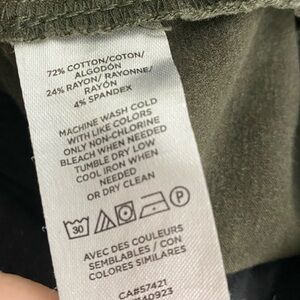 72% COTTON/COTON/
ALGODÓN
24% RAYON/RAYONNE/
RAYÓN
4% SPANDEX
MACHINE WASH COLD
WITH LIKE COLORS
ONLY NON-CHLORINE
BLEACH WHEN NEEDED
TUMBLE DRY LOW
COOL IRON WHEN
NEEDED
OR DRY CLEAN
30 P
AVEC DES COULEURS
SEMBLABLES / CON
COLORES SIMILARES
CA#57421